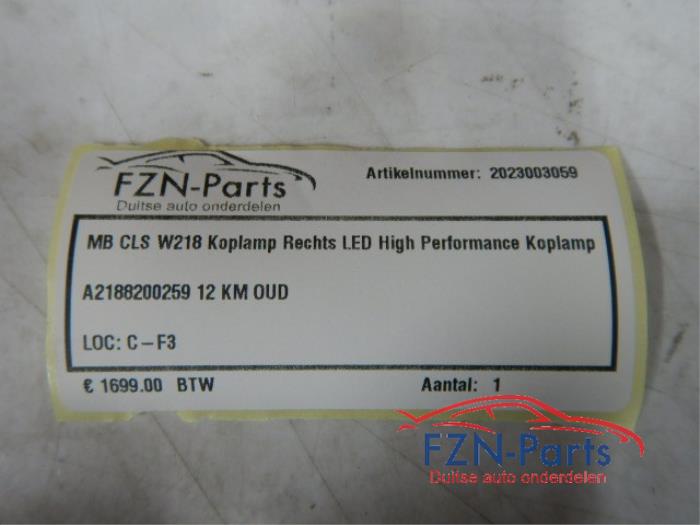 FZN-Parts
Duitse auto onderdelen
Artikelnummer: 2023003059
MB CLS W218 Koplamp Rechts LED High Performance Koplamp
A2188200259 12 KM OUD
LOC: C-F3
€ 1699.00 BTW
Aantal: 1
FZN-Parts
Duitse auto onderdelen